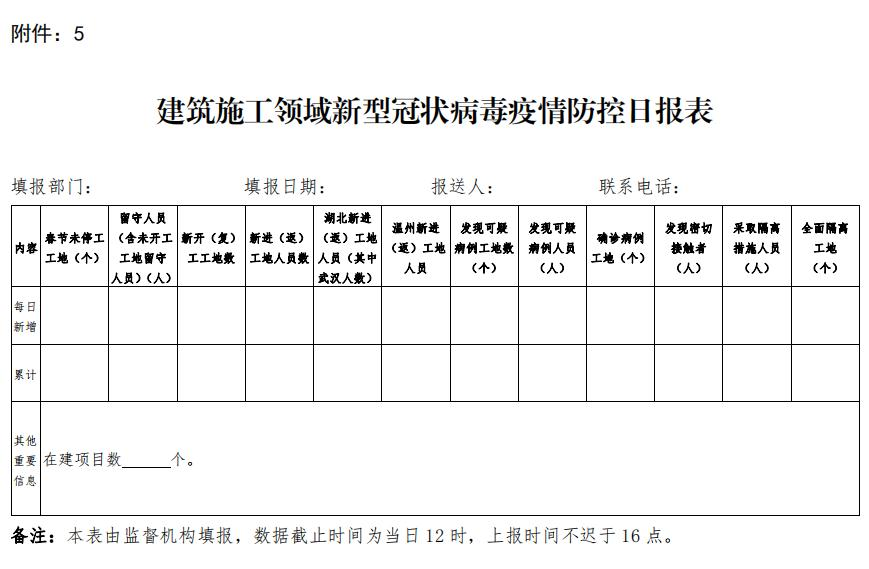 附件：5
建筑施工领域新型冠状病毒疫情防控日报表
填报部门： 填报日期： 报送人： 联系电话：
内容
春节未停工
工地（个）
留守人员
（含未开工
工地留守
人员）（人）
新开（复）
工工地数
新进（返）
工地人员数
湖北新进
（返）工地
人员（其中
武汉人数）
温州新进
（返）工地
人员
发现可疑
病例工地数
（个）
发现可疑
病例人员
（人）
确诊病例
工地（个）
发现密切
接触者
（人）
采取隔离
措施人员
（人）
全面隔离
工地
（个）
每日
新增
累计
其他
重要
信息
在建项目数______个。
备注：本表由监督机构填报，数据截止时间为当日12时，上报时间不迟于16点。